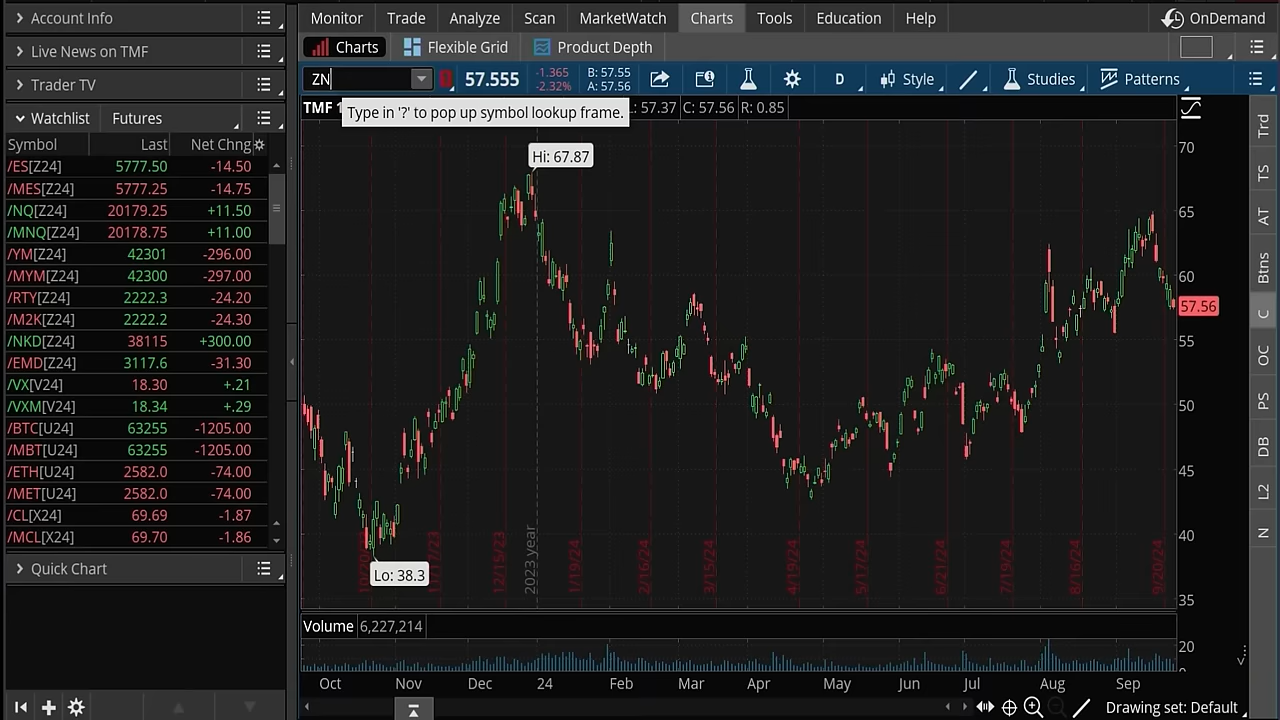 Account Info
Live News on TMF
Trader TV
Watchlist Futures
Symbol Last Net Chng
/ES[Z24] 5777.50 -14.50
/MES[Z24] 5777.25 -14.75
/NQ[Z24] 20179.25 +11.50
/MNQ[Z24] 20178.75 +11.00
/YM[Z24] 42301 -296.00
/MYM[Z24] 42300 -297.00
/RTY[Z24] 2222.3 -24.20
/M2K[Z24] 2222.2 -24.30
/NKD[Z24] 38115 +300.00
/EMD[Z24] 3117.6 -31.30
/VX[V24] 18.30 +.21
/VXM[V24] 18.34 +.29
/BTC[U24] 63255 -1205.00
/MBT[U24] 63255 -1205.00
/ETH[U24] 2582.0 -74.00
/MET[U24] 2582.0 -74.00
/CL[X24] 69.69 -1.87
/MCL[X24] 69.70 -1.86
Quick Chart
Monitor Trade Analyze Scan MarketWatch Charts Tools Education Help OnDemand
Charts Flexible Grid Product Depth
ZN 57.555 -1.365 -2.32% B: 57.55 A: 57.56 D Style Studies Patterns
TMF 1 L: 57.37 C: 57.56 R: 0.85
Type in '?' to pop up symbol lookup frame.
Hi: 67.87
Lo: 38.3
70
65
60
57.56
55
50
45
40
35
11/17/23 12/15/23 2023 year 1/19/24 2/16/24 3/15/24 4/19/24 5/17/24 6/21/24 7/19/24 8/16/24 9/20/24
Volume 6,227,214
20
Oct Nov Dec 24 Feb Mar Apr May Jun Jul Aug Sep
Drawing set: Default
Trd
TS
AT
Btns
C
OC
PS
DB
L2
N